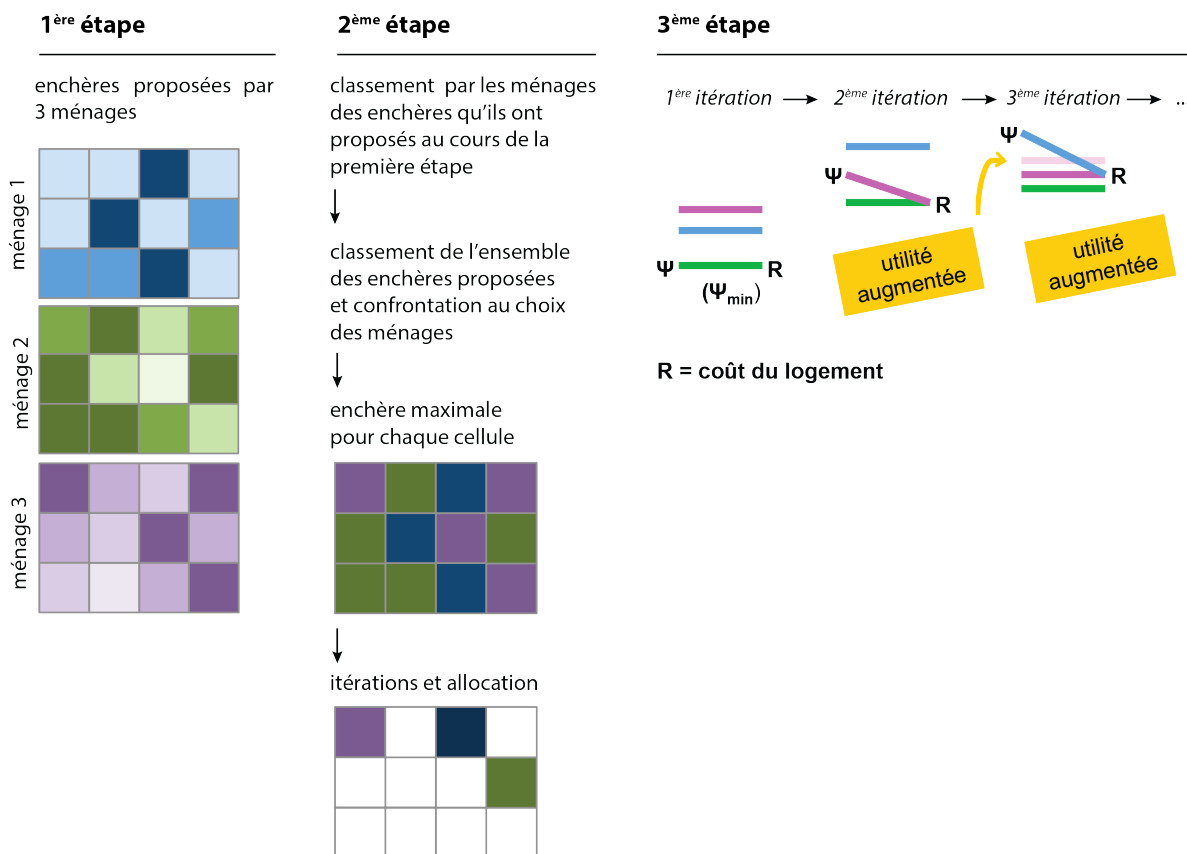 1ère étape
enchères proposées par
3 ménages
ménage 1
ménage 2
ménage 3
2ème étape
classement par les ménages
des enchères qu'ils ont
proposés au cours de la
première étape
classement de l'ensemble
des enchères proposées
et confrontation au choix
des ménages
enchère maximale
pour chaque cellule
itérations et allocation
3ème étape
1ère itération → 2ème itération → 3ème itération → ..
Ψ R
(Ψmin)
Ψ R
utilité
augmentée
Ψ R
utilité
augmentée
R = coût du logement